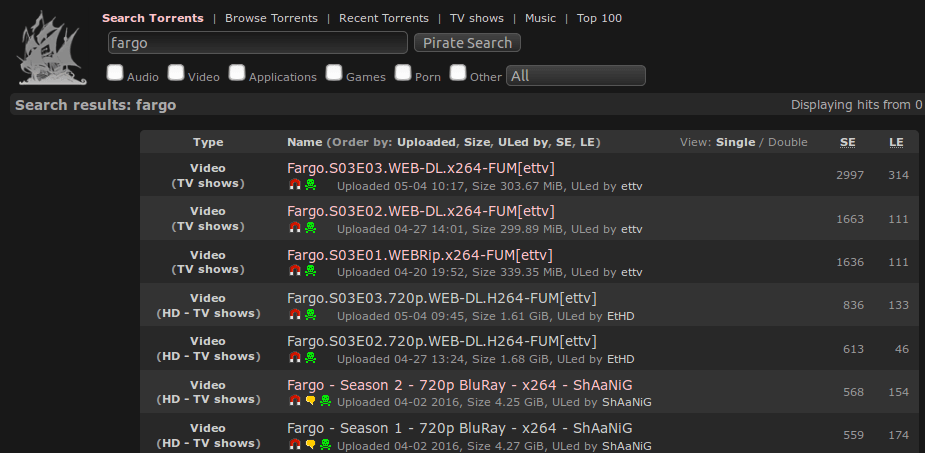 Search Torrents | Browse Torrents | Recent Torrents | TV shows | Music | Top 100
fargo Pirate Search
Audio Video Applications Games Porn Other All
Search results: fargo Displaying hits from 0
Type Name (Order by: Uploaded, Size, ULed by, SE, LE) View: Single / Double SE LE
Video
(TV shows)
Fargo.S03E03.WEB-DL.x264-FUM[ettv]
Uploaded 05-04 10:17, Size 303.67 MiB, ULed by ettv
2997 314
Video
(TV shows)
Fargo.S03E02.WEB-DL.x264-FUM[ettv]
Uploaded 04-27 14:01, Size 299.89 MiB, ULed by ettv
1663 111
Video
(TV shows)
Fargo.S03E01.WEBRip.x264-FUM[ettv]
Uploaded 04-20 19:52, Size 339.35 MiB, ULed by ettv
1636 111
Video
(HD - TV shows)
Fargo.S03E03.720p.WEB-DL.H264-FUM[ettv]
Uploaded 05-04 09:45, Size 1.61 GiB, ULed by EtHD
836 133
Video
(HD - TV shows)
Fargo.S03E02.720p.WEB-DL.H264-FUM[ettv]
Uploaded 04-27 13:24, Size 1.68 GiB, ULed by EtHD
613 46
Video
(HD - TV shows)
Fargo - Season 2 - 720p BluRay - x264 - ShAaNiG
Uploaded 04-02 2016, Size 4.25 GiB, ULed by ShAaNiG
568 154
Video
(HD - TV shows)
Fargo - Season 1 - 720p BluRay - x264 - ShAaNiG
Uploaded 04-02 2016, Size 4.27 GiB, ULed by ShAaNiG
559 174